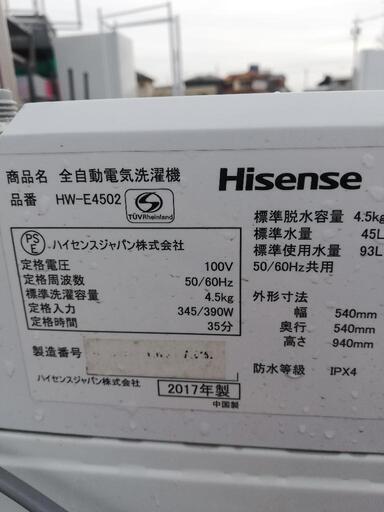 商品名 全自動電気洗濯機
品番 HW-E4502
TÜVRheinland
Hisense
PS
E
ハイセンスジャパン株式会社
定格電圧 100V
定格周波数 50/60Hz
標準洗濯容量 4.5kg
定格入力 345/390W
定格時間 35分
製造番号
ハイセンスジャパン株式会社
2017年製
中国製
標準脱水容量 4.5kg
標準水量 45L
標準使用水量 93L
50/60Hz共用
外形寸法
幅 540mm
奥行 540mm
高さ 940mm
防水等級 IPX4